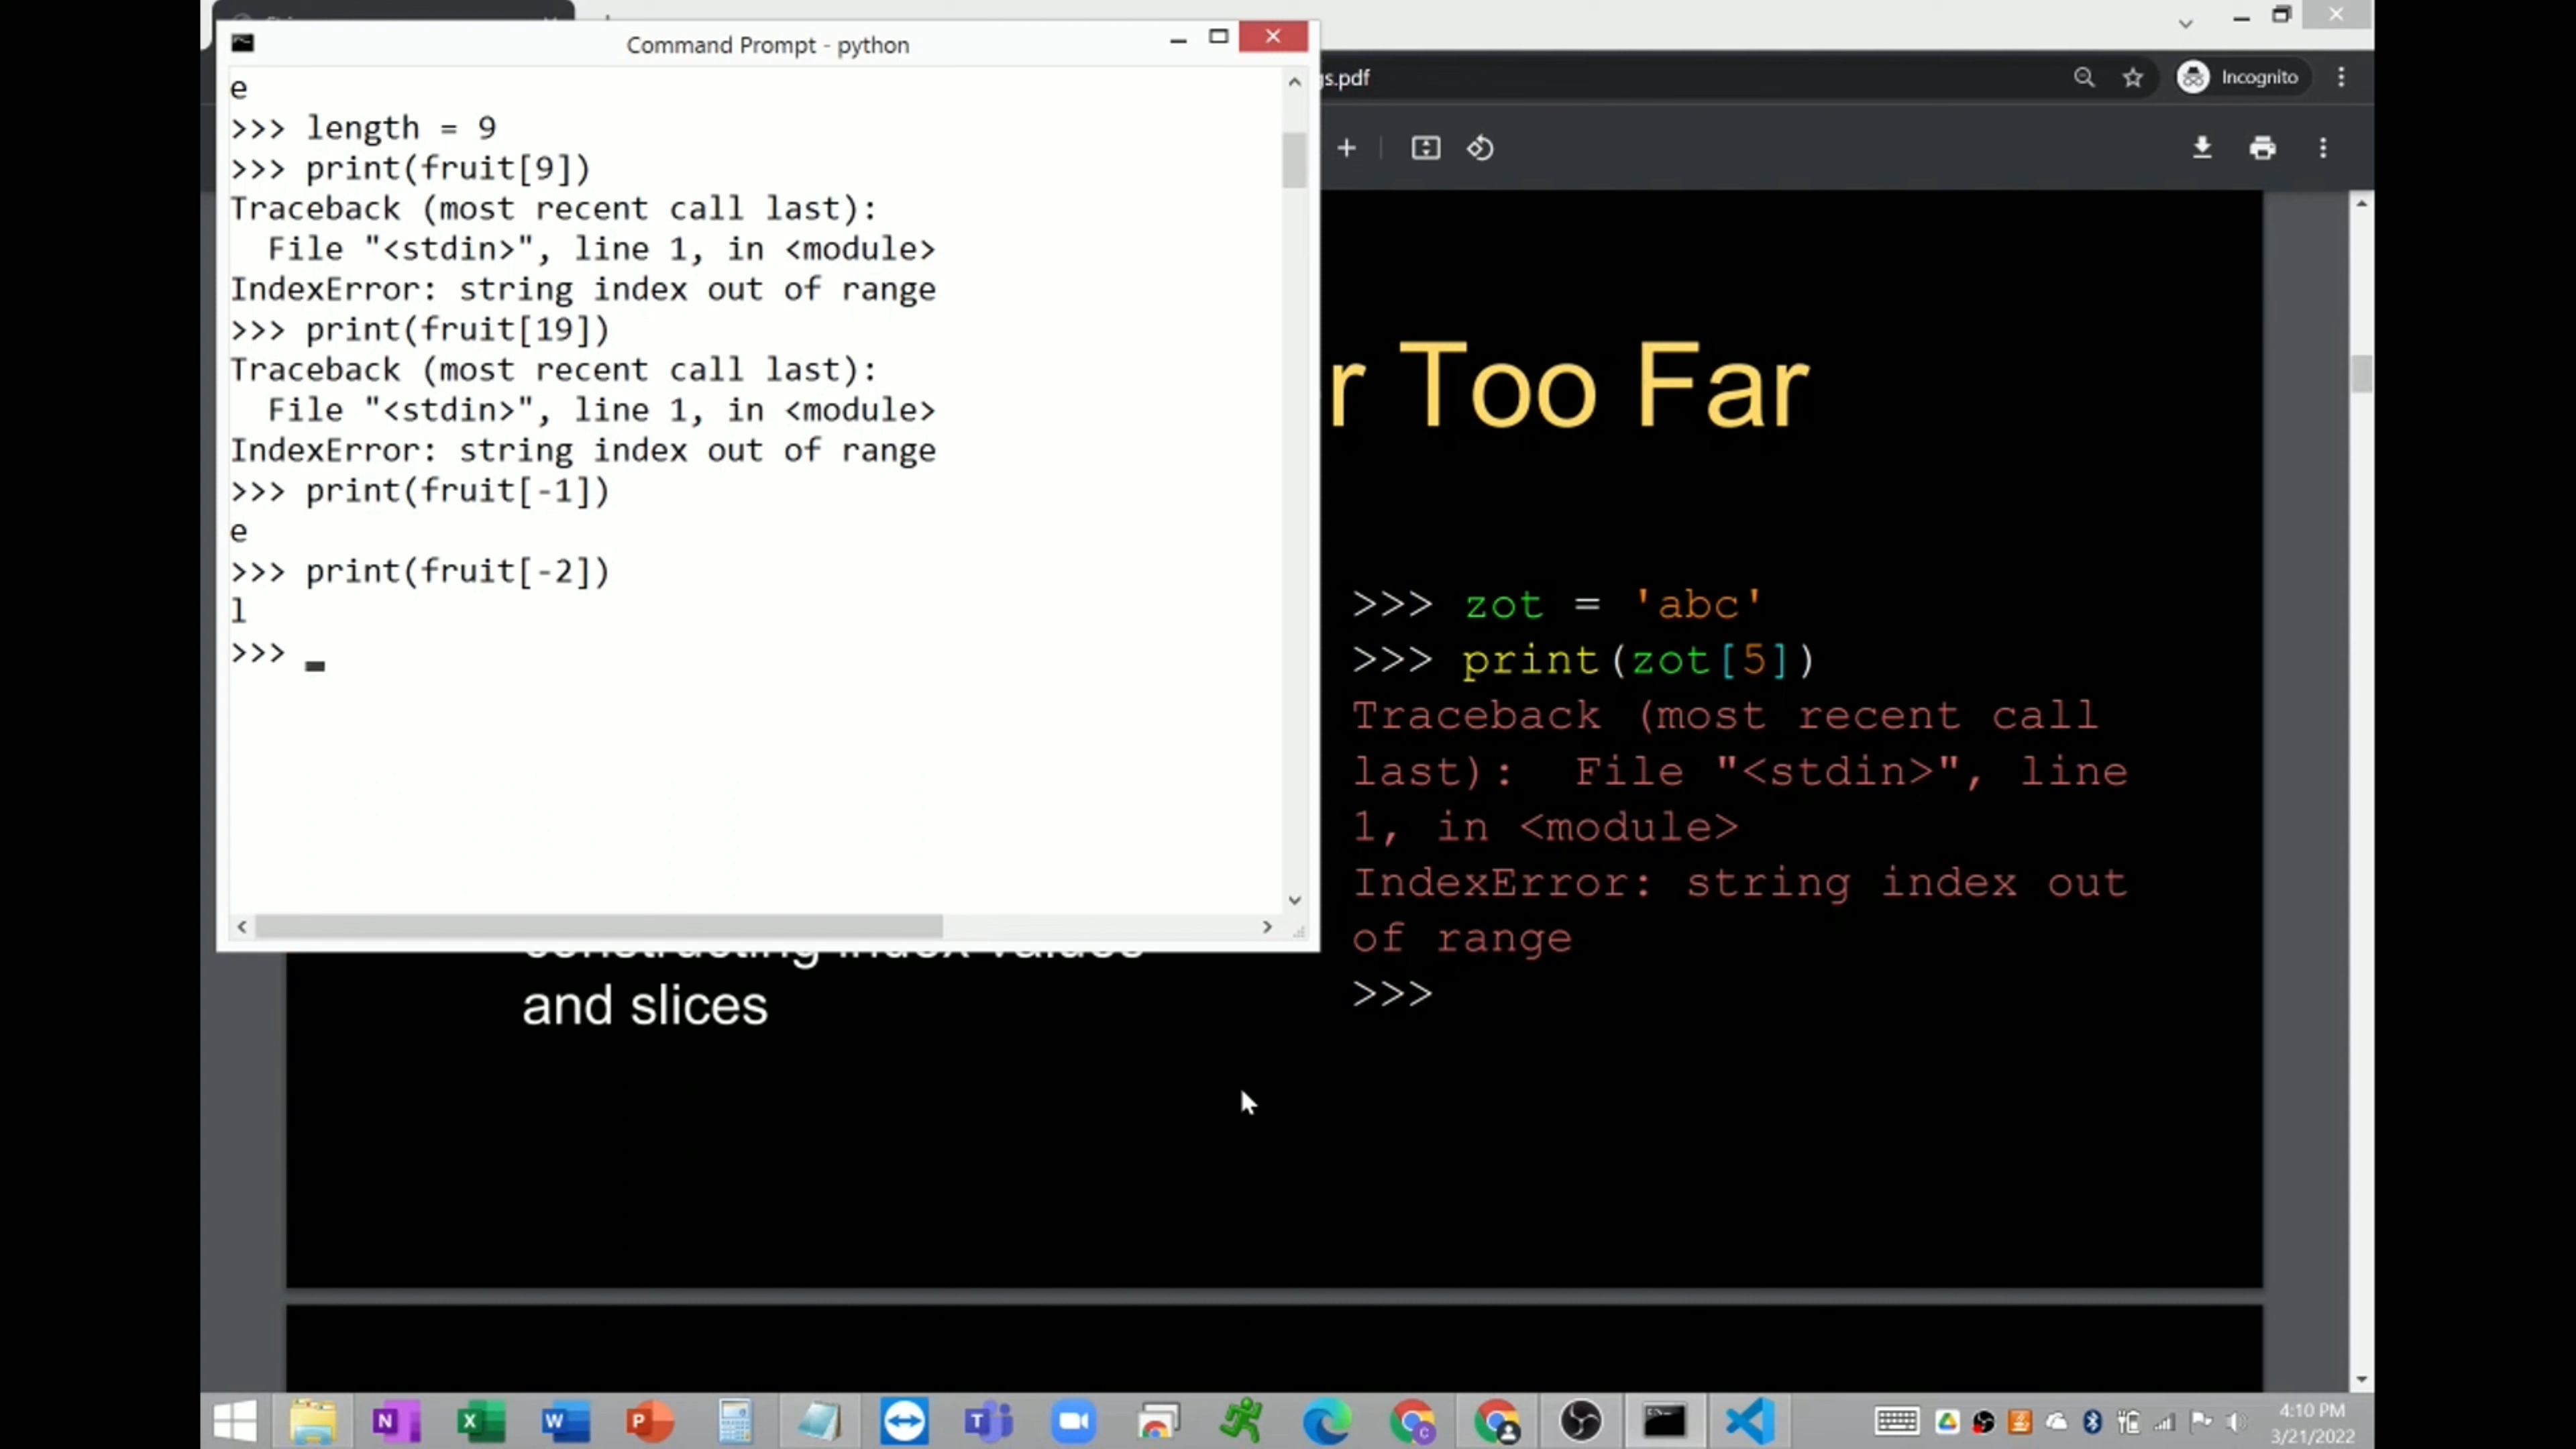 Command Prompt - python
e
>>> length = 9
>>> print(fruit[9])
Traceback (most recent call last):
  File "<stdin>", line 1, in <module>
IndexError: string index out of range
>>> print(fruit[19])
Traceback (most recent call last):
  File "<stdin>", line 1, in <module>
IndexError: string index out of range
>>> print(fruit[-1])
e
>>> print(fruit[-2])
l
>>>
gs.pdf
Incognito
r Too Far
>>> zot = 'abc'
>>> print(zot[5])
Traceback (most recent call
last):  File "<stdin>", line
1, in <module>
IndexError: string index out
of range
>>>
constructing index values
and slices
4:10 PM
3/21/2022